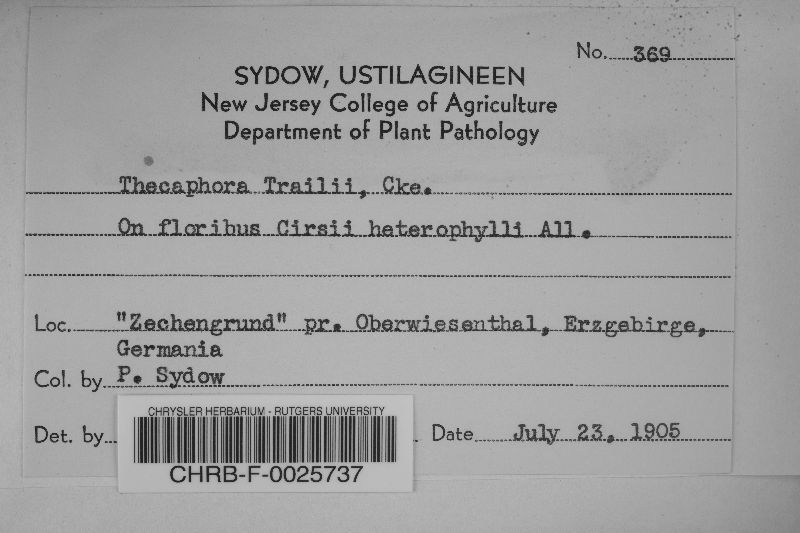 No. 369
SYDOW, USTILAGINEEN
New Jersey College of Agriculture
Department of Plant Pathology
Thecaphora Trailii, Cke.
On floribus Cirsii heterophylli All.
Loc. "Zechengrund" pr. Oberwiesenthal, Erzgebirge,
Germania
Col. by P. Sydow
Det. by Date July 23, 1905
CHRYSLER HERBARIUM - RUTGERS UNIVERSITY
CHRB-F-0025737